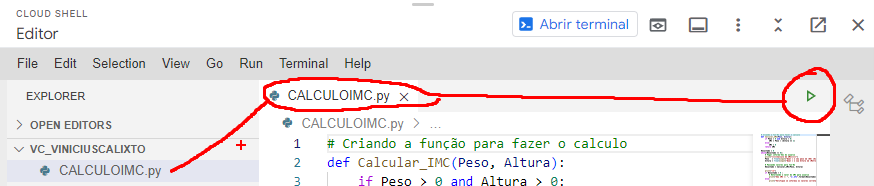 CLOUD SHELL
Editor
Abrir terminal
File Edit Selection View Go Run Terminal Help
EXPLORER
CALCULOIMC.py
OPEN EDITORS
CALCULOIMC.py > ...
VC_VINICIUSCALIXTO
1 # Criando a função para fazer o calculo
CALCULOIMC.py
2 def Calcular_IMC(Peso, Altura):
3 if Peso > 0 and Altura > 0: